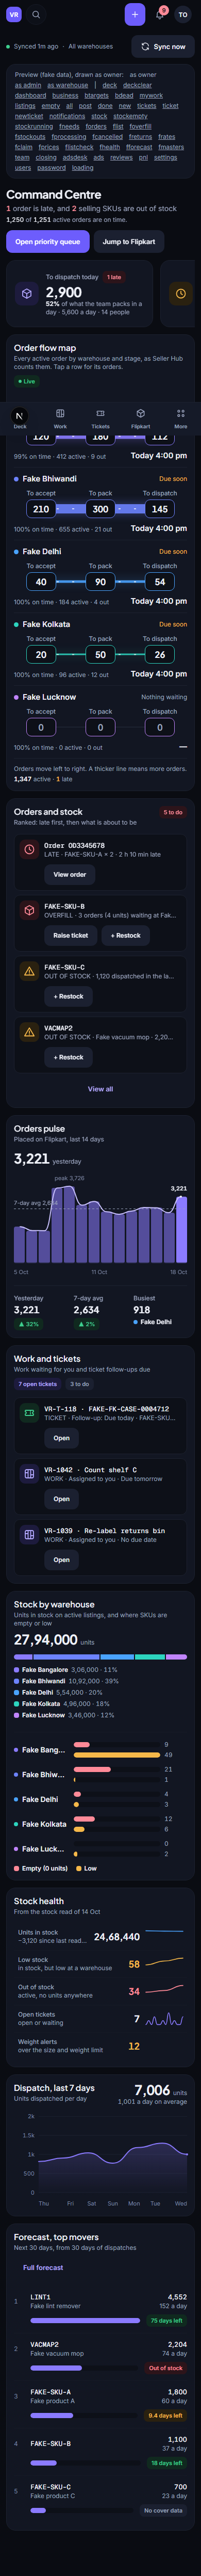 VR
9
TO
Synced 1m ago · All warehouses
Sync now
Preview (fake data), drawn as owner: as owner
as admin as warehouse | deck deckclear
dashboard business btargets bdead mywork
listings empty all post done new tickets ticket
newticket notifications stock stockempty
stockrunning fneeds forders flist foverfill
fstockouts fprocessing fcancelled freturns frates
fclaim forices flistcheck fhealth fforecast fmasters
team closing adsdesk ads reviews pnl settings
users password loading
Command Centre
1 order is late, and 2 selling SKUs are out of stock
1,250 of 1,251 active orders are on time.
Open priority queue
Jump to Flipkart
To dispatch today
1 late
2,900
52% of what the team packs in a
day · 5,600 a day · 14 people
Order flow map
Every active order by warehouse and stage, as Seller Hub
counts them. Tap a row for its orders.
Live
N
Deck
Work
Tickets
Flipkart
More
120
180
112
99% on time · 412 active · 9 out
Today 4:00 pm
Fake Bhiwandi
Due soon
To accept
To pack
To dispatch
210
300
145
100% on time · 655 active · 21 out
Today 4:00 pm
Fake Delhi
Due soon
To accept
To pack
To dispatch
40
90
54
100% on time · 184 active · 4 out
Today 4:00 pm
Fake Kolkata
Due soon
To accept
To pack
To dispatch
20
50
26
100% on time · 96 active · 12 out
Today 4:00 pm
Fake Lucknow
Nothing waiting
To accept
To pack
To dispatch
0
0
0
100% on time · 0 active · 0 out
—
Orders move left to right. A thicker line means more orders.
1,347 active · 1 late
Orders and stock
5 to do
Ranked: late first, then what is about to be
Order OD33345678
LATE · FAKE-SKU-A × 2 · 2 h 10 min late
View order
FAKE-SKU-B
OVERFILL · 3 orders (4 units) waiting at Fak...
Raise ticket
+ Restock
FAKE-SKU-C
OUT OF STOCK · 1,120 dispatched in the la...
+ Restock
VACMAP2
OUT OF STOCK · Fake vacuum mop · 2,20...
+ Restock
View all
Orders pulse
Placed on Flipkart, last 14 days
3,221 yesterday
peak 3,726
3,221
7-day avg 2,634
5 Oct
11 Oct
18 Oct
Yesterday
7-day avg
Busiest
3,221
2,634
918
▲ 32%
▲ 2%
Fake Delhi
Work and tickets
Work waiting for you and ticket follow-ups due
7 open tickets
3 to do
VR-T-118 · FAKE-FK-CASE-0004712
TICKET · Follow-up: Due today · FAKE-SKU...
Open
VR-1042 · Count shelf C
WORK · Assigned to you · Due tomorrow
Open
VR-1039 · Re-label returns bin
WORK · Assigned to you · No due date
Open
Stock by warehouse
Units in stock on active listings, and where SKUs are
empty or low
27,94,000 units
Fake Bangalore 3,06,000 · 11%
Fake Bhiwandi 10,92,000 · 39%
Fake Delhi 5,54,000 · 20%
Fake Kolkata 4,96,000 · 18%
Fake Lucknow 3,46,000 · 12%
Fake Bang...
9
49
Fake Bhiw...
21
1
Fake Delhi
4
3
Fake Kolkata
12
6
Fake Luck...
0
2
Empty (0 units)
Low
Stock health
From the stock read of 14 Oct
Units in stock
−3,120 since last read...
24,68,440
Low stock
in stock, but low at a warehouse
58
Out of stock
active, no units anywhere
34
Open tickets
open or waiting
7
Weight alerts
over the size and weight limit
12
Dispatch, last 7 days
Units dispatched per day
7,006 units
1,001 a day on average
2k
1.5k
1k
500
0
Thu
Fri
Sat
Sun
Mon
Tue
Wed
Forecast, top movers
Next 30 days, from 30 days of dispatches
Full forecast
1
LINT1
4,552
Fake lint remover
152 a day
75 days left
2
VACMAP2
2,204
Fake vacuum mop
74 a day
Out of stock
3
FAKE-SKU-A
1,800
Fake product A
60 a day
9.4 days left
4
FAKE-SKU-B
1,100
37 a day
18 days left
5
FAKE-SKU-C
700
Fake product C
23 a day
No cover data